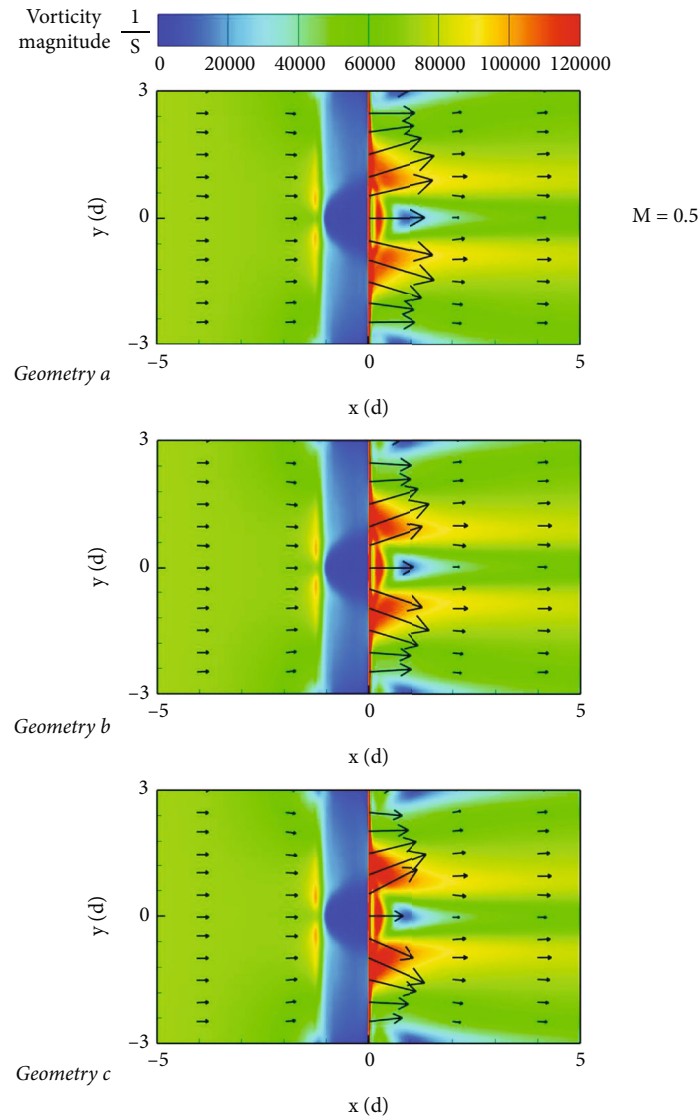 Vorticity magnitude 1/S
0 20000 40000 60000 80000 100000 120000
3
0
−3
y (d)
−5 0 5
x (d)
Geometry a
M = 0.5
3
0
−3
y (d)
−5 0 5
x (d)
Geometry b
3
0
−3
y (d)
−5 0 5
x (d)
Geometry c